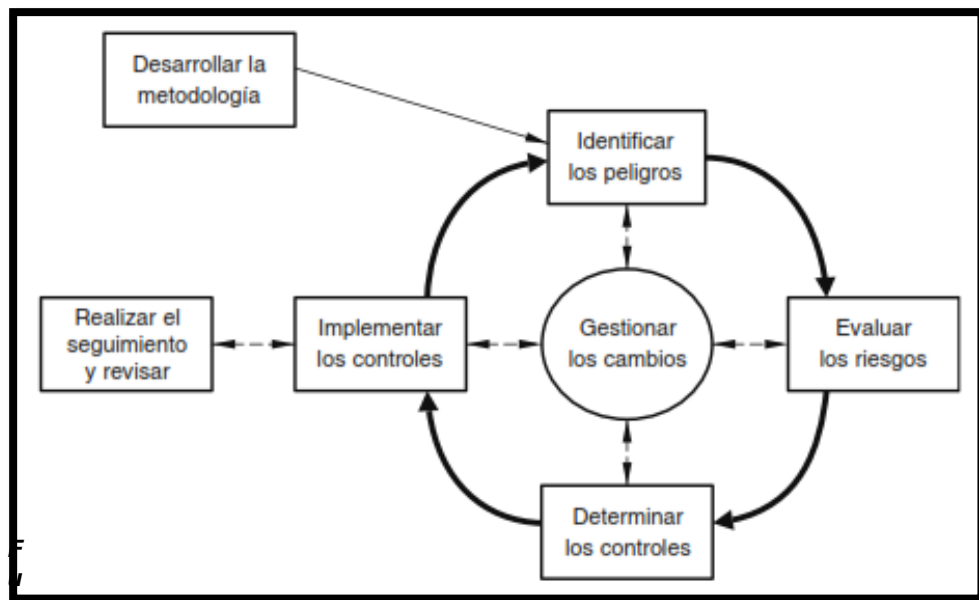 Desarrollar la
metodología
Identificar
los peligros
Realizar el
seguimiento
y revisar
Implementar
los controles
Gestionar
los cambios
Evaluar
los riesgos
Determinar
los controles
F